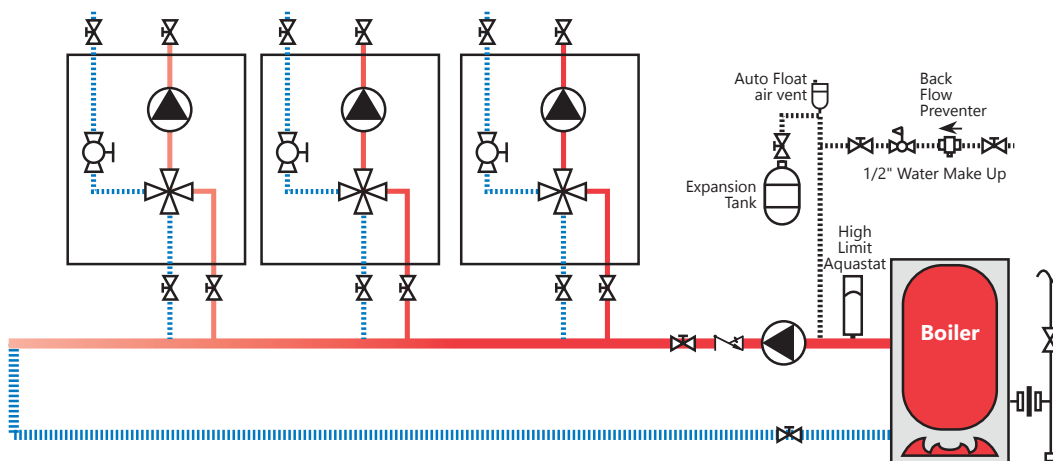 Auto Float
air vent
Back
Flow
Preventer
1/2" Water Make Up
Expansion
Tank
High
Limit
Aquastat
Boiler